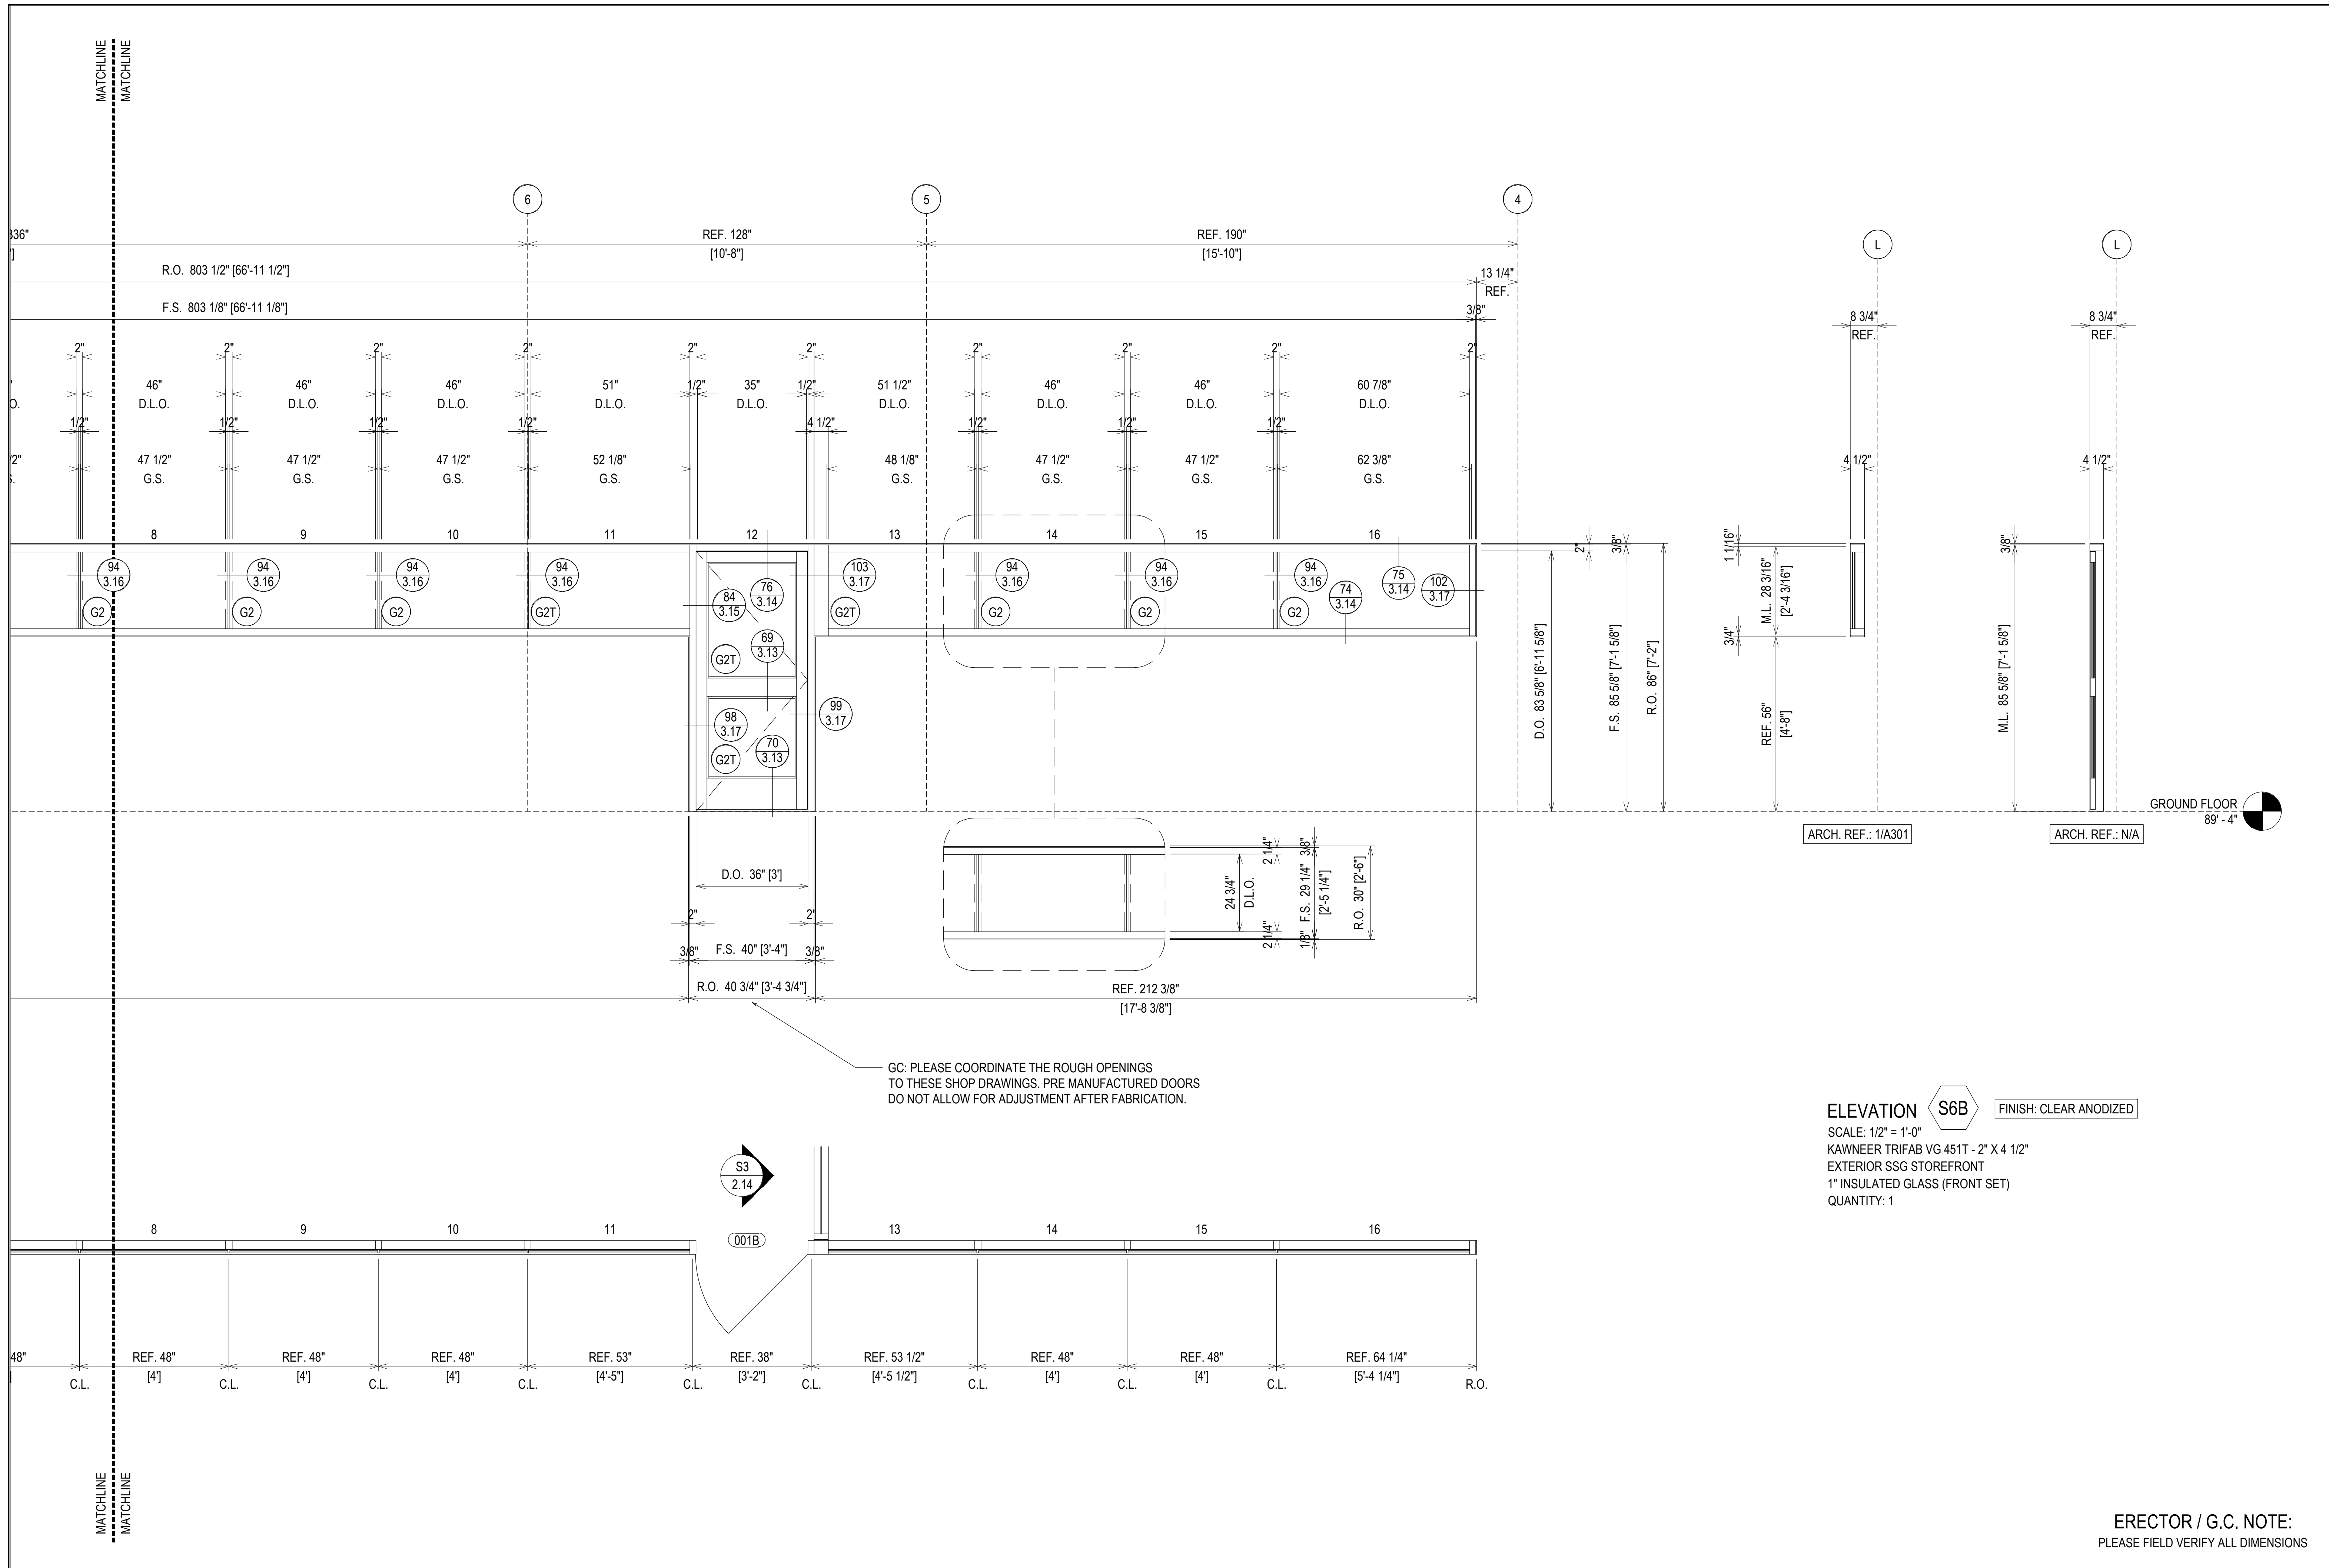 MATCHLINE
MATCHLINE
6
5
4
L
L
336"
REF. 128"
[10'-8"]
REF. 190"
[15'-10"]
R.O. 803 1/2" [66'-11 1/2"]
13 1/4"
REF.
F.S. 803 1/8" [66'-11 1/8"]
3/8"
8 3/4"
REF.
8 3/4"
REF.
2" 2" 2" 2" 2" 2" 2" 2" 2" 2"
46" 46" 46" 51" 1/2" 35" 1/2" 51 1/2" 46" 46" 60 7/8"
O. D.L.O. D.L.O. D.L.O. D.L.O. D.L.O. D.L.O. D.L.O. D.L.O. D.L.O.
1/2" 1/2" 1/2" 1/2" 4 1/2" 1/2" 1/2" 1/2"
/2" 47 1/2" 47 1/2" 47 1/2" 52 1/8" 48 1/8" 47 1/2" 47 1/2" 62 3/8"
G.S. G.S. G.S. G.S. G.S. G.S. G.S. G.S.
4 1/2"
4 1/2"
8 9 10 11 12 13 14 15 16
94
3.16
94
3.16
94
3.16
94
3.16
84
3.15
76
3.14
103
3.17
94
3.16
94
3.16
94
3.16
74
3.14
75
3.14
102
3.17
G2 G2 G2 G2T G2T G2 G2 G2
69
3.13
G2T
98
3.17
99
3.17
G2T
70
3.13
2"
3/8"
D.O. 83 5/8" [6'-11 5/8"]
F.S. 85 5/8" [7'-1 5/8"]
R.O. 86" [7'-2"]
1 1/16"
M.L. 28 3/16"
[2'-4 3/16"]
3/4"
REF. 56"
[4'-8"]
3/8"
M.L. 85 5/8" [7'-1 5/8"]
GROUND FLOOR
89' - 4"
ARCH. REF.: 1/A301
ARCH. REF.: N/A
D.O. 36" [3']
2" 2"
3/8" F.S. 40" [3'-4"] 3/8"
R.O. 40 3/4" [3'-4 3/4"]
24 3/4"
D.L.O.
2 1/4"
2 1/4"
3/8"
F.S. 29 1/4"
[2'-5 1/4"]
1/8"
R.O. 30" [2'-6"]
REF. 212 3/8"
[17'-8 3/8"]
GC: PLEASE COORDINATE THE ROUGH OPENINGS
TO THESE SHOP DRAWINGS. PRE MANUFACTURED DOORS
DO NOT ALLOW FOR ADJUSTMENT AFTER FABRICATION.
ELEVATION S6B FINISH: CLEAR ANODIZED
SCALE: 1/2" = 1'-0"
KAWNEER TRIFAB VG 451T - 2" X 4 1/2"
EXTERIOR SSG STOREFRONT
1" INSULATED GLASS (FRONT SET)
QUANTITY: 1
S3
2.14
001B
8 9 10 11 13 14 15 16
48" REF. 48" REF. 48" REF. 48" REF. 53" REF. 38" REF. 53 1/2" REF. 48" REF. 48" REF. 64 1/4"
[4'] [4'] [4'] [4'-5"] [3'-2"] [4'-5 1/2"] [4'] [4'] [5'-4 1/4"]
C.L. C.L. C.L. C.L. C.L. C.L. C.L. C.L. C.L. R.O.
MATCHLINE
MATCHLINE
ERECTOR / G.C. NOTE:
PLEASE FIELD VERIFY ALL DIMENSIONS